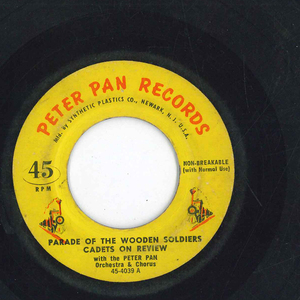 PETER PAN RECORDS
Mfg. by SYNTHETIC PLASTICS CO., NEWARK, N.J. U.S.A.
45
RPM
NON-BREAKABLE
(with Normal Use)
PARADE OF THE WOODEN SOLDIERS
CADETS ON REVIEW
with the PETER PAN
Orchestra & Chorus
45-4039 A